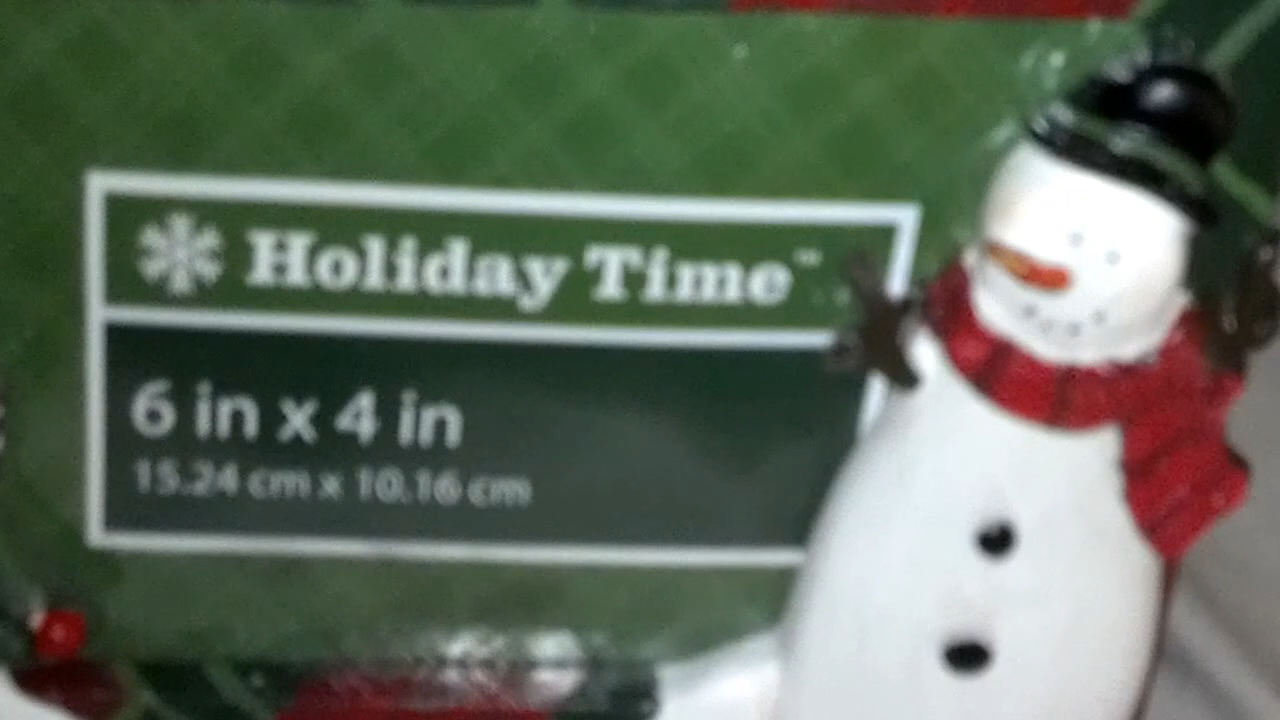 Holiday Time™
6 in x 4 in
15.24 cm x 10.16 cm